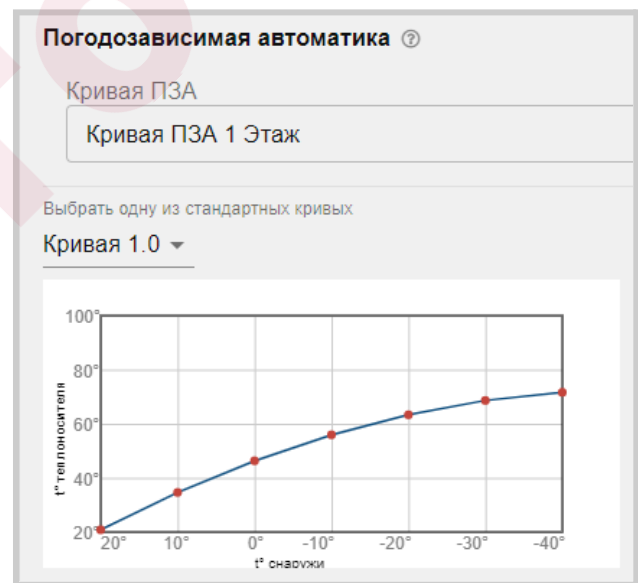 Погодозависимая автоматика ?
Кривая ПЗА
Кривая ПЗА 1 Этаж
Выбрать одну из стандартных кривых
Кривая 1.0
100°
80°
60°
40°
20°
t° теплоносителя
20° 10° 0° -10° -20° -30° -40°
t° снаружи